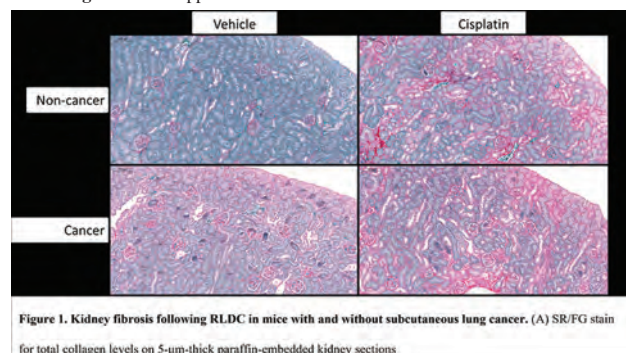 Vehicle
Cisplatin
Non-cancer
Cancer
Figure 1. Kidney fibrosis following RLDC in mice with and without subcutaneous lung cancer. (A) SR/FG stain
for total collagen levels on 5-um-thick paraffin-embedded kidney sections